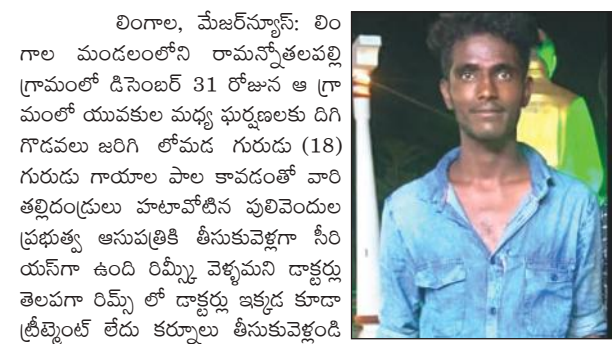 లింగాల, మేజర్‌న్యూస్: లిం
గాల మండలంలోని రామన్నోతలపల్లి
గ్రామంలో డిసెంబర్ 31 రోజున ఆ గ్రా
మంలో యువకుల మధ్య ఘర్షణలకు దిగి
గొడవలు జరిగి లోమడ గురుడు (18)
గురుడు గాయాల పాల కావడంతో వారి
తల్లిదండ్రులు హటావోటిన పులివెందుల
ప్రభుత్వ ఆసుపత్రికి తీసుకువెళ్లగా సీరి
యస్‌గా ఉంది రిమ్స్కీ వెళ్ళమని డాక్టర్లు
తెలపగా రిమ్స్ లో డాక్టర్లు ఇక్కడ కూడా
ట్రీట్మెంట్ లేదు కర్నూలు తీసుకువెళ్లండి